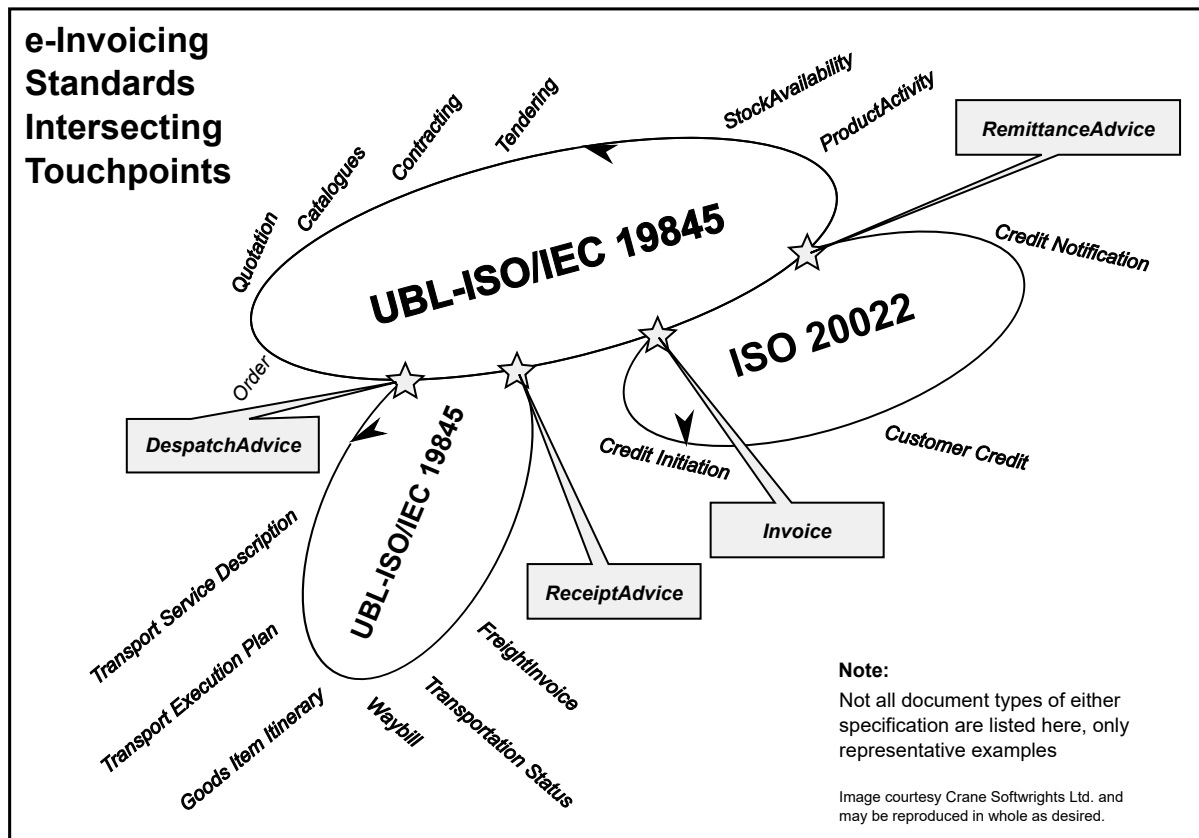 e-Invoicing
Standards
Intersecting
Touchpoints
Quotation
Catalogues
Contracting
Tendering
StockAvailability
ProductActivity
RemittanceAdvice
UBL-ISO/IEC 19845
Credit Notification
ISO 20022
Order
DespatchAdvice
UBL-ISO/IEC 19845
Credit Initiation
Customer Credit
Invoice
ReceiptAdvice
Transport Service Description
Transport Execution Plan
Goods Item Itinerary
Waybill
Transportation Status
FreightInvoice
Note:
Not all document types of either
specification are listed here, only
representative examples
Image courtesy Crane Softwrights Ltd. and
may be reproduced in whole as desired.